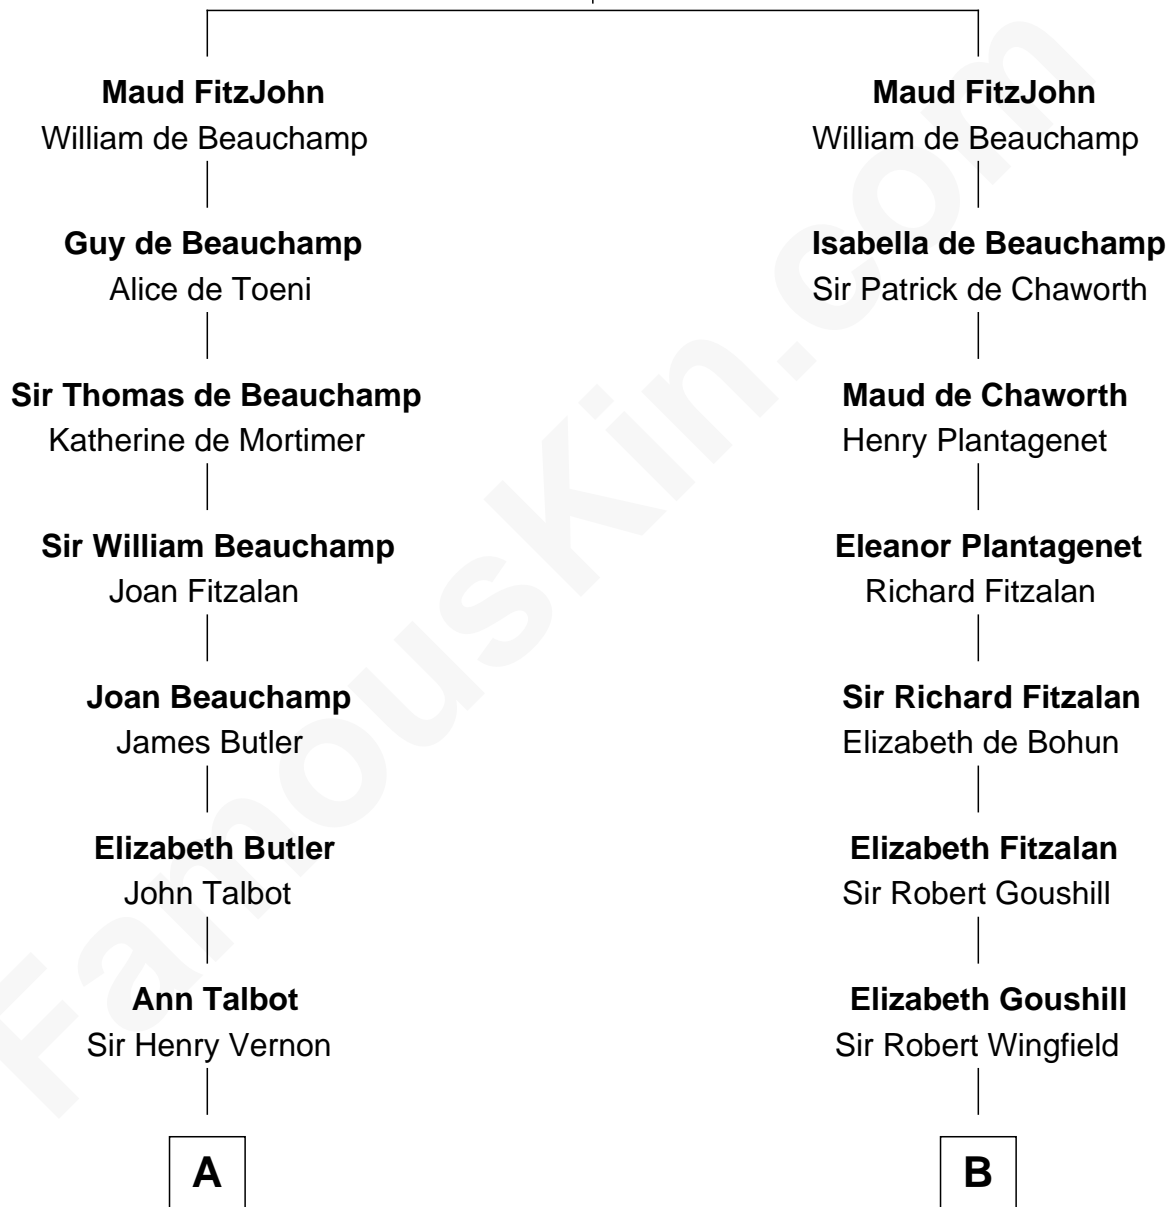 Maud FitzJohn
William de Beauchamp
Guy de Beauchamp
Alice de Toeni
Sir Thomas de Beauchamp
Katherine de Mortimer
Sir William Beauchamp
Joan Fitzalan
Joan Beauchamp
James Butler
Elizabeth Butler
John Talbot
Ann Talbot
Sir Henry Vernon
A
Maud FitzJohn
William de Beauchamp
Isabella de Beauchamp
Sir Patrick de Chaworth
Maud de Chaworth
Henry Plantagenet
Eleanor Plantagenet
Richard Fitzalan
Sir Richard Fitzalan
Elizabeth de Bohun
Elizabeth Fitzalan
Sir Robert Goushill
Elizabeth Goushill
Sir Robert Wingfield
B
FamousKin.com